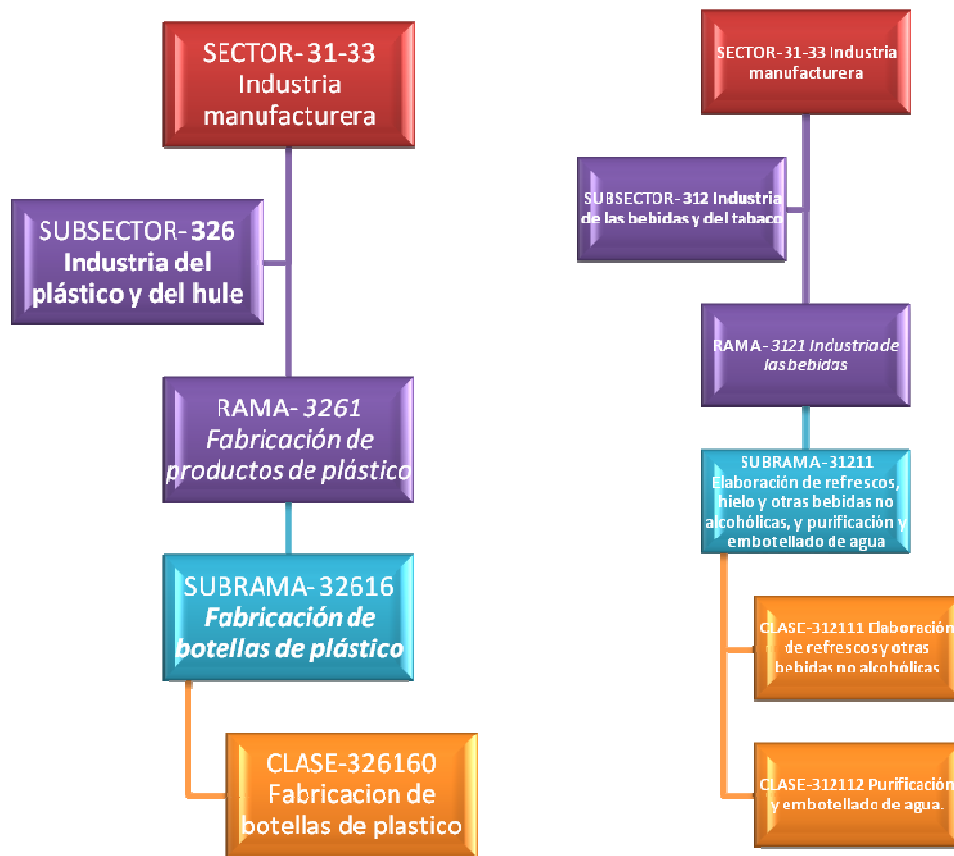 SECTOR- 31-33
Industria
manufacturera
SUBSECTOR- 326
Industria del
plástico y del hule
RAMA- 3261
Fabricación de
productos de plástico
SUBRAMA- 32616
Fabricación de
botellas de plástico
CLASE-326160
Fabricacion de
botellas de plastico
SECTOR- 31-33 Industria
manufacturera
SUBSECTOR- 312 Industria
de las bebidas y del tabaco
RAMA- 3121 Industria de
las bebidas
SUBRAMA-31211
Elaboración de refrescos,
hielo y otras bebidas no
alcohólicas, y purificación y
embotellado de agua
CLASE-312111 Elaboración
de refrescos y otras
bebidas no alcohólicas
CLASE-312112 Purificación
y embotellado de agua.